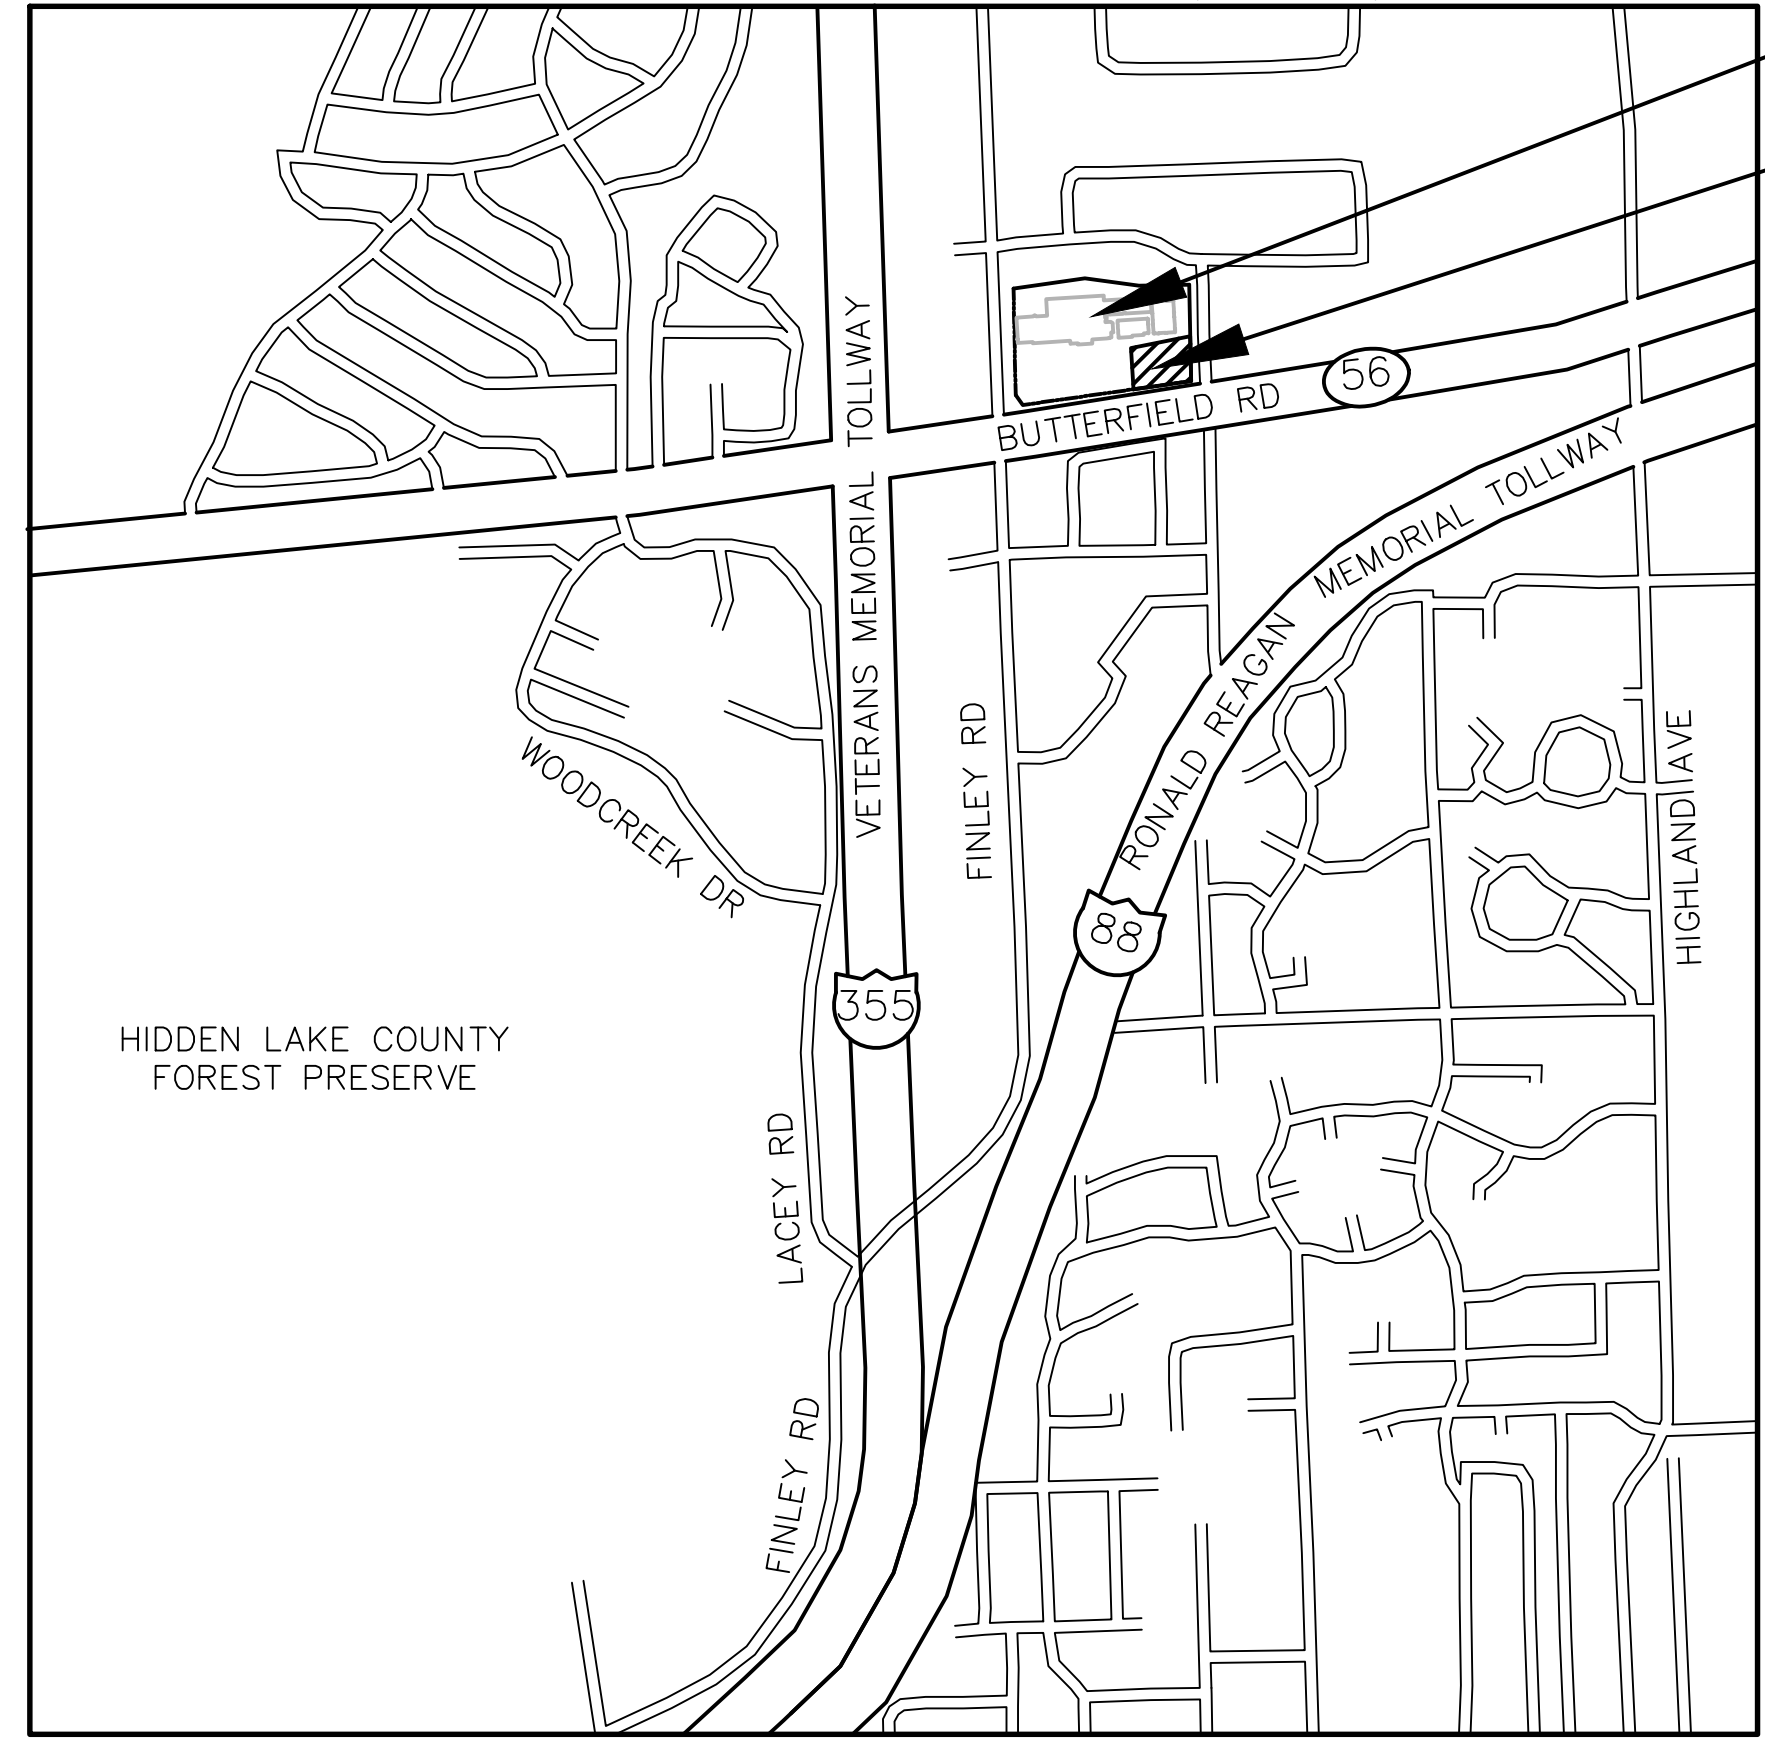 56
BUTTERFIELD RD
VETERANS MEMORIAL TOLLWAY
RONALD REAGAN MEMORIAL TOLLWAY
FINLEY RD
WOODCREEK DR
HIGHLAND AVE
88
355
HIDDEN LAKE COUNTY
FOREST PRESERVE
LACEY RD
FINLEY RD